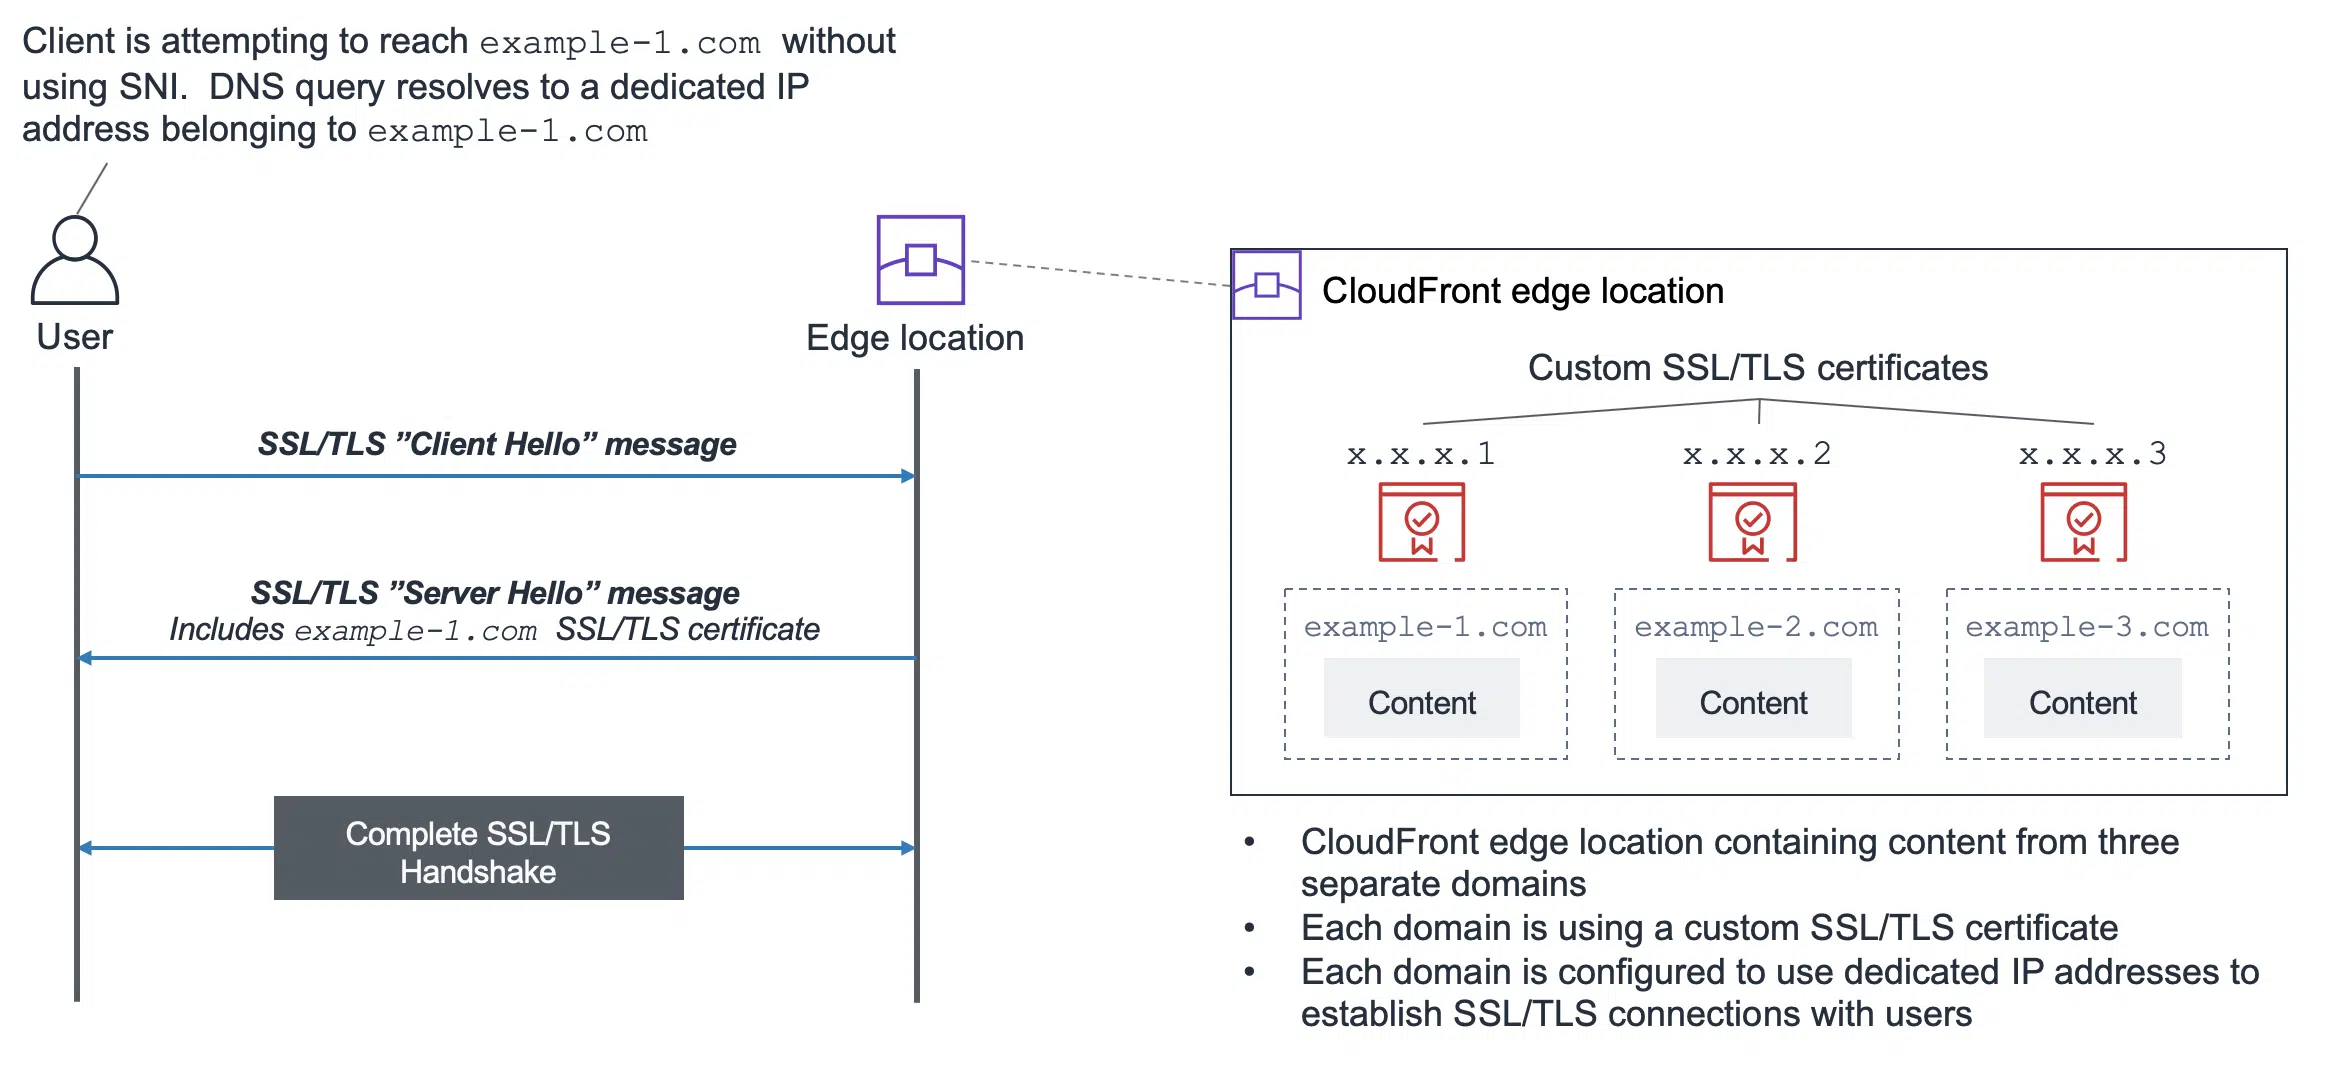 Client is attempting to reach example-1.com without
using SNI.  DNS query resolves to a dedicated IP
address belonging to example-1.com
User
Edge location
SSL/TLS ”Client Hello” message
SSL/TLS ”Server Hello” message
Includes example-1.com SSL/TLS certificate
Complete SSL/TLS
Handshake
CloudFront edge location
Custom SSL/TLS certificates
x.x.x.1
x.x.x.2
x.x.x.3
example-1.com
example-2.com
example-3.com
Content
Content
Content
• CloudFront edge location containing content from three
separate domains
• Each domain is using a custom SSL/TLS certificate
• Each domain is configured to use dedicated IP addresses to
establish SSL/TLS connections with users